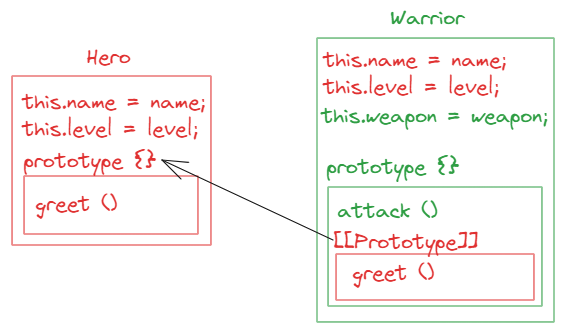 Hero
this.name = name;
this.level = level;
prototype {}
greet ()
Warrior
this.name = name;
this.level = level;
this.weapon = weapon;
prototype {}
attack ()
[[Prototype]]
greet ()